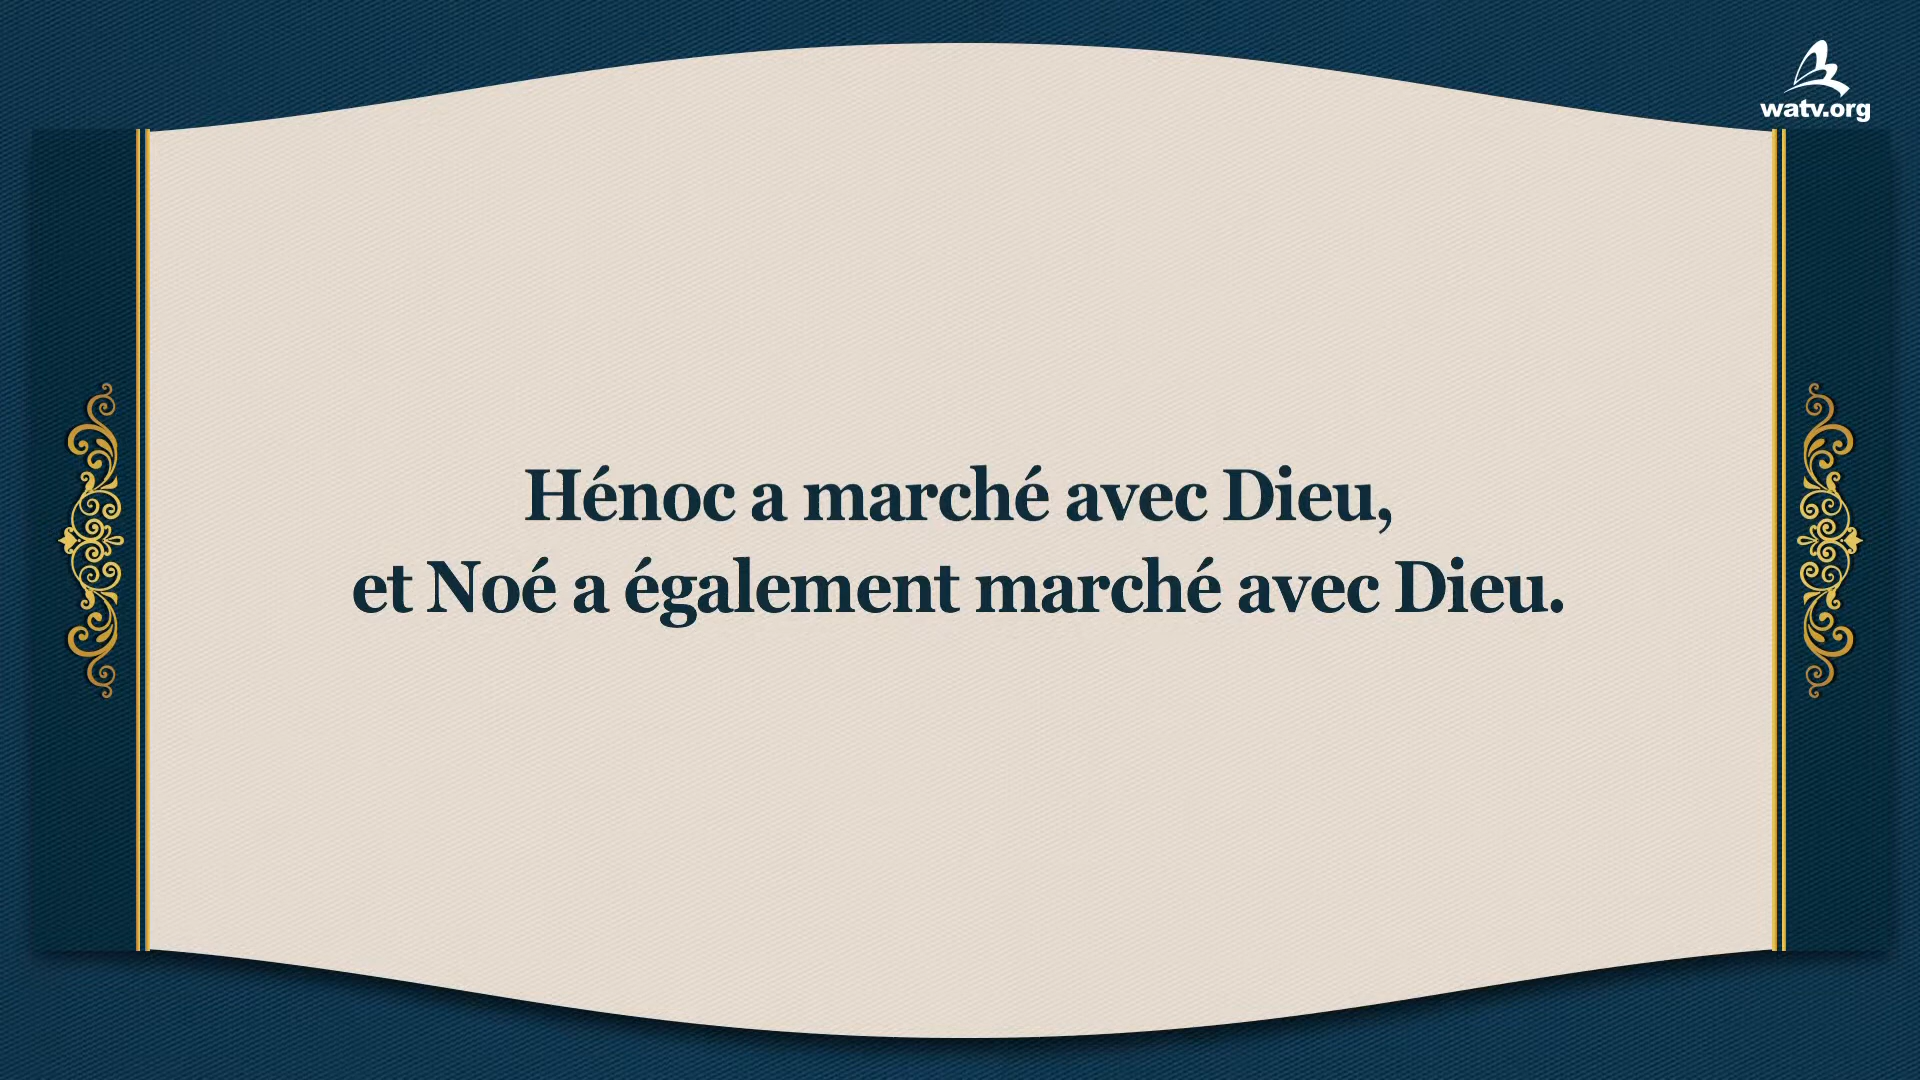 watv.org
Hénoc a marché avec Dieu,
et Noé a également marché avec Dieu.